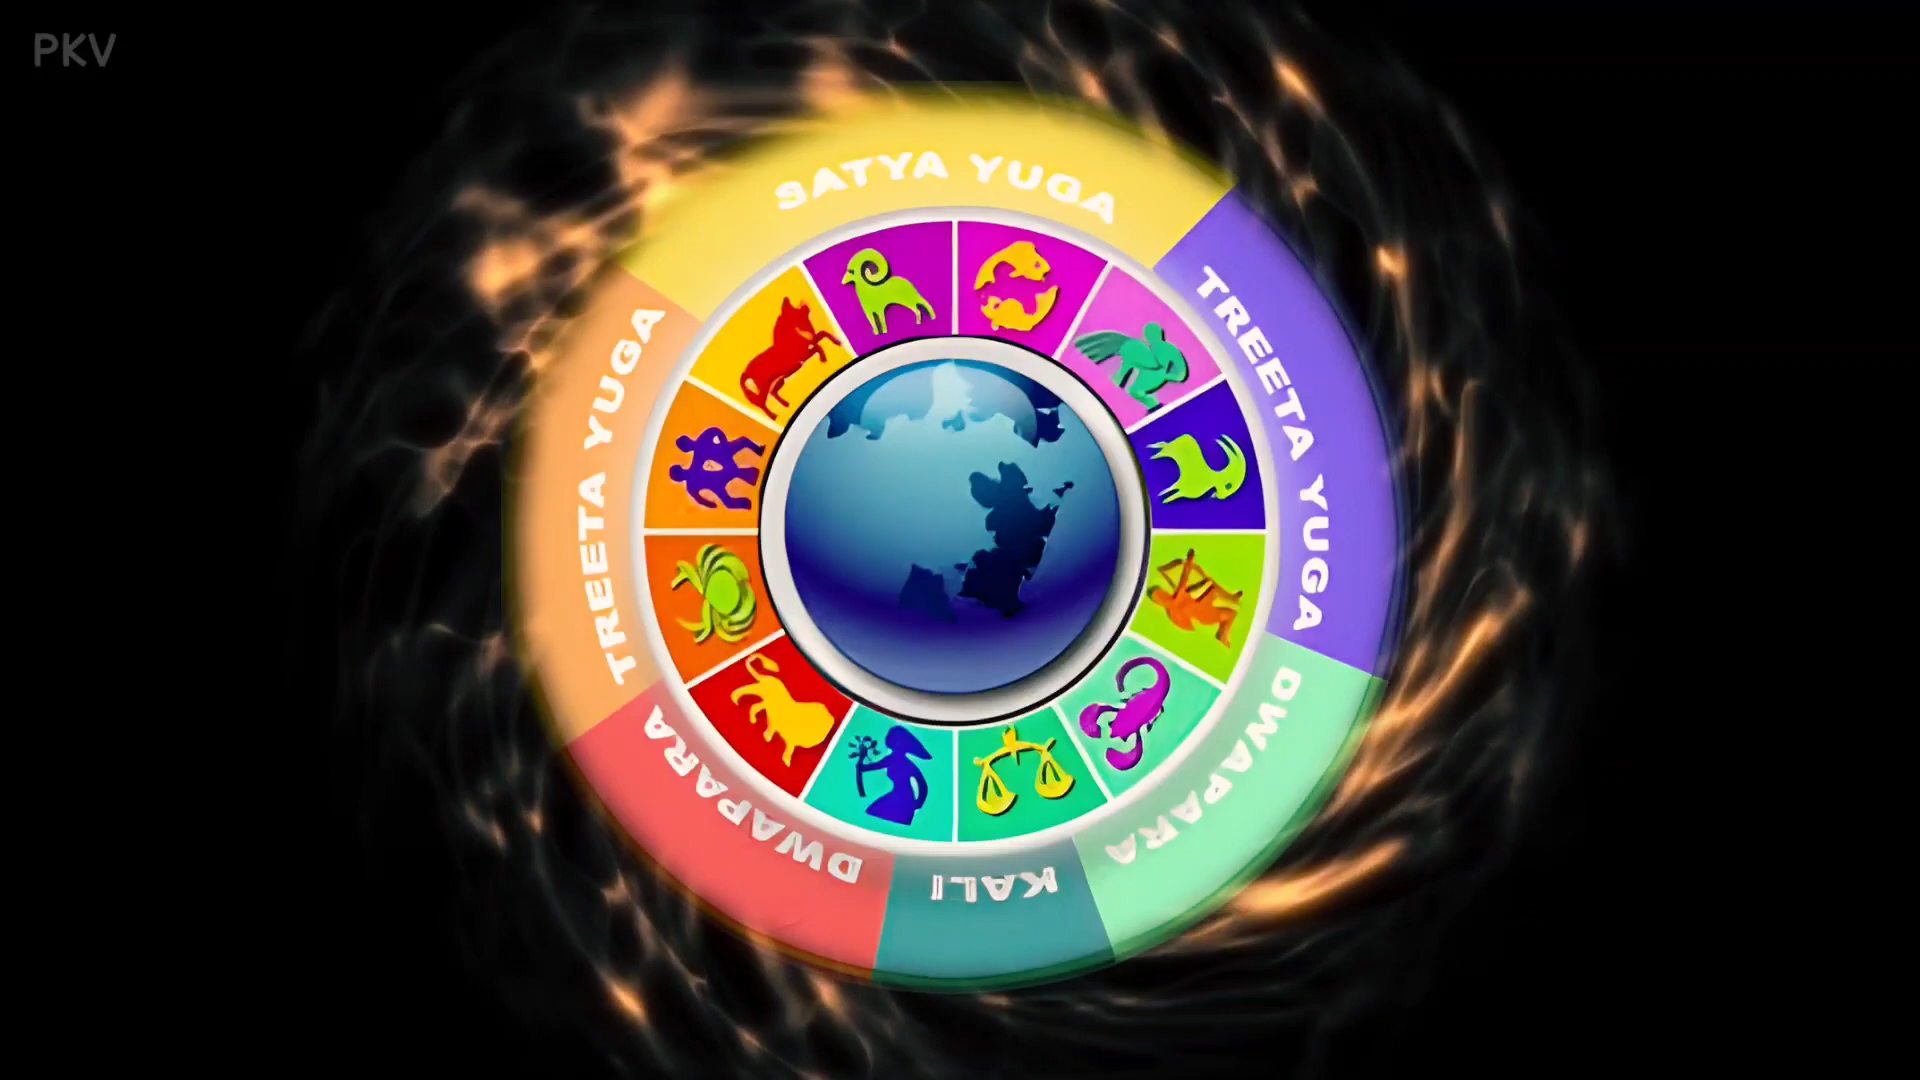 PKV
SATYA YUGA
TREETA YUGA
TREETA YUGA
DWAPARA
DWAPARA
KALI